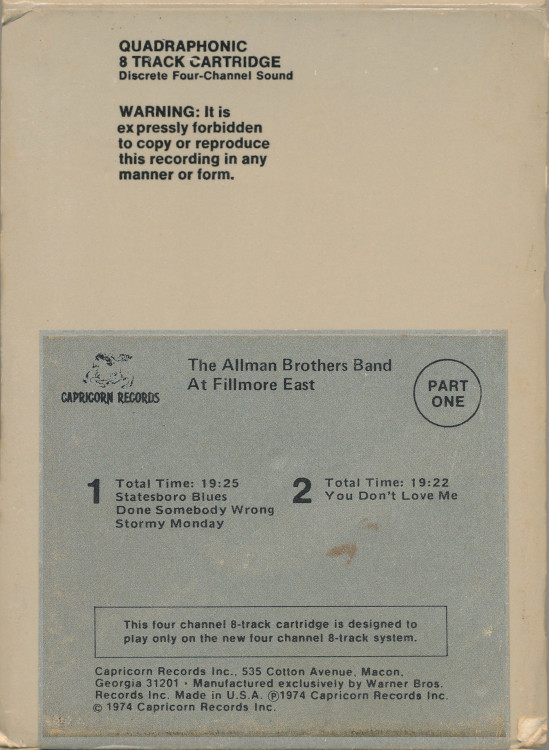 QUADRAPHONIC
8 TRACK CARTRIDGE
Discrete Four-Channel Sound
WARNING: It is
expressly forbidden
to copy or reproduce
this recording in any
manner or form.
The Allman Brothers Band
At Fillmore East
PART
ONE
CAPRICORN RECORDS
1 Total Time: 19:25
Statesboro Blues
Done Somebody Wrong
Stormy Monday
2 Total Time: 19:22
You Don't Love Me
This four channel 8-track cartridge is designed to
play only on the new four channel 8-track system.
Capricorn Records Inc., 535 Cotton Avenue, Macon,
Georgia 31201 • Manufactured exclusively by Warner Bros.
Records Inc. Made in U.S.A. ℗1974 Capricorn Records Inc.
© 1974 Capricorn Records Inc.